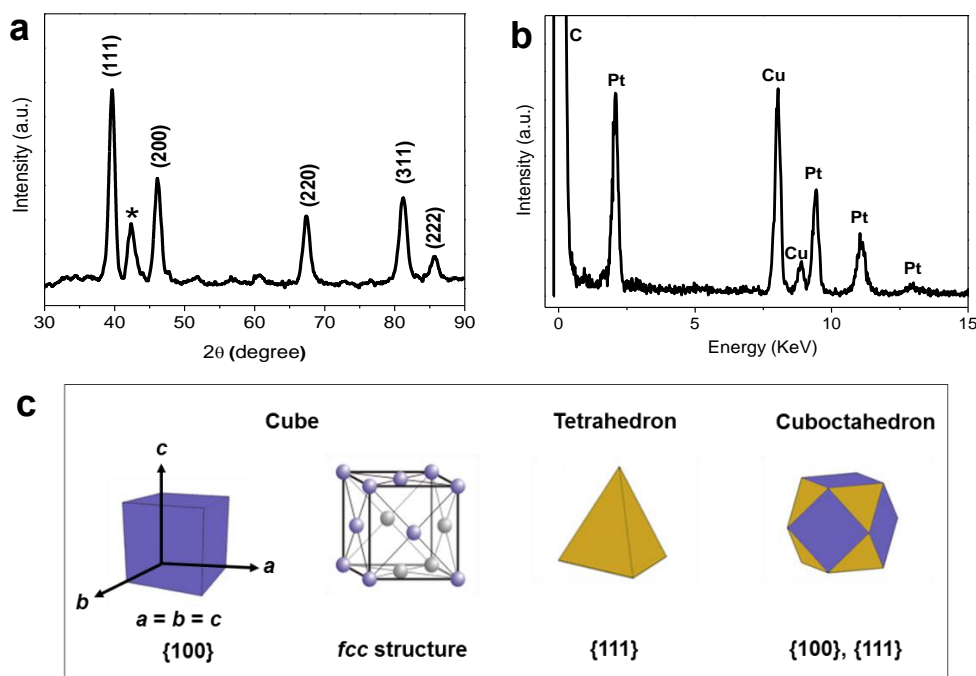 a
Intensity (a.u.)
(111)
*
(200)
(220)
(311)
(222)
30 40 50 60 70 80 90
2θ (degree)
b
Intensity (a.u.)
C
Pt
Cu
Cu
Pt
Pt
Pt
0 5 10 15
Energy (KeV)
c
Cube Tetrahedron Cuboctahedron
c
a
b
a = b = c
{100} fcc structure {111} {100}, {111}